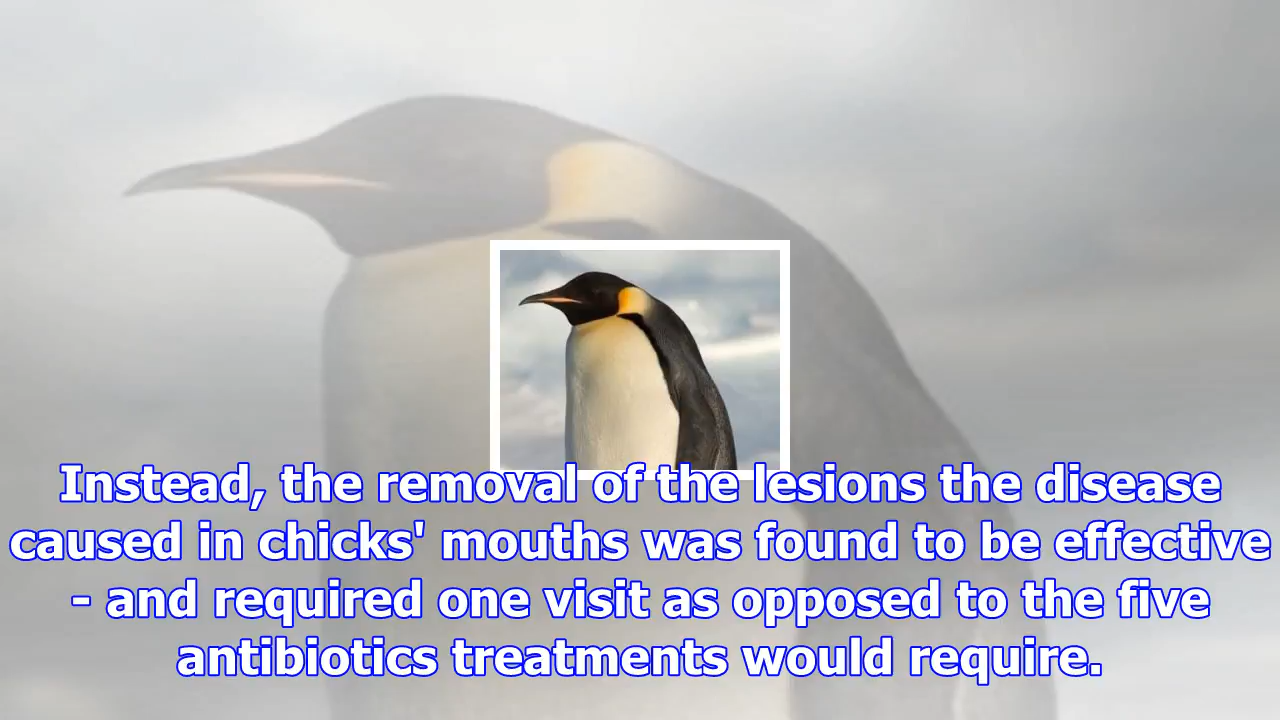 Instead, the removal of the lesions the disease
caused in chicks' mouths was found to be effective
- and required one visit as opposed to the five
antibiotics treatments would require.